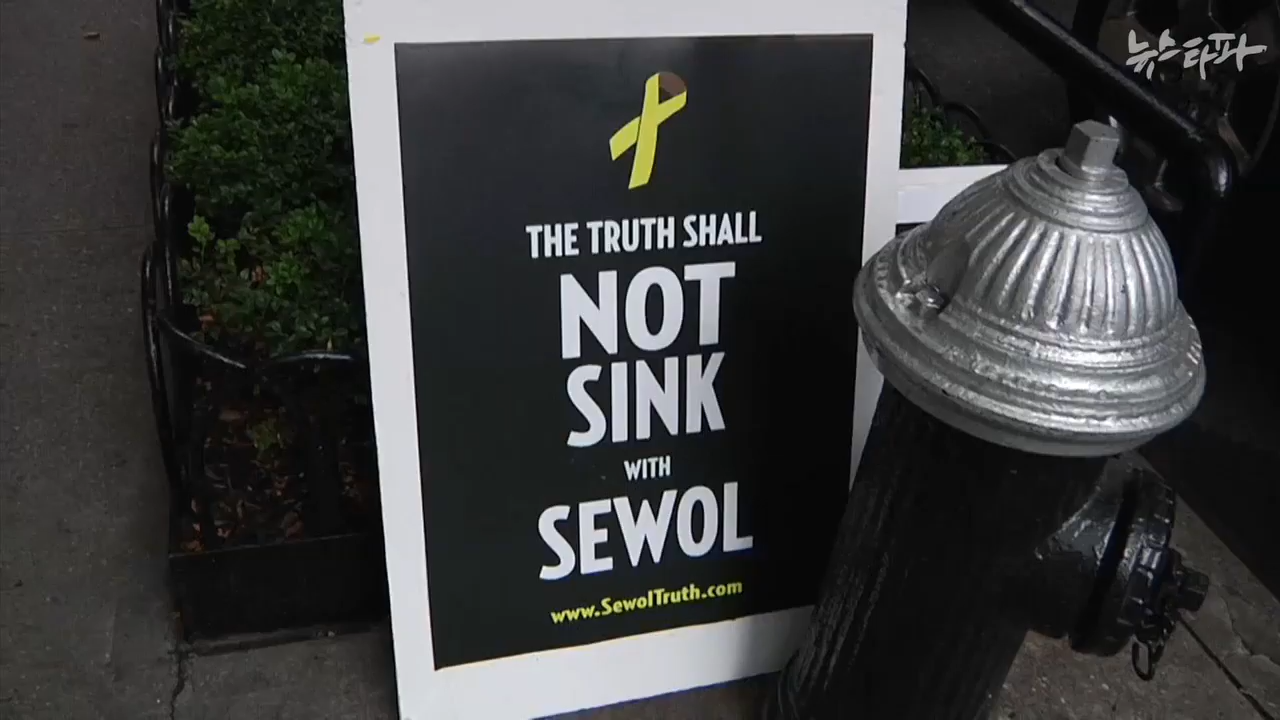 뉴스타파
THE TRUTH SHALL
NOT
SINK
WITH
SEWOL
www.SewolTruth.com